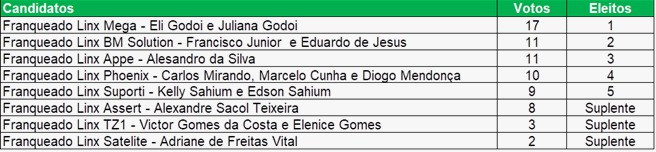 Candidatos Votos Eleitos
Franqueado Linx Mega - Eli Godoi e Juliana Godoi 17 1
Franqueado Linx BM Solution - Francisco Junior e Eduardo de Jesus 11 2
Franqueado Linx Appe - Alesandro da Silva 11 3
Franqueado Linx Phoenix - Carlos Mirando, Marcelo Cunha e Diogo Mendonça 10 4
Franqueado Linx Suporti - Kelly Sahium e Edson Sahium 9 5
Franqueado Linx Assert - Alexandre Sacol Teixeira 8 Suplente
Franqueado Linx TZ1 - Victor Gomes da Costa e Elenice Gomes 3 Suplente
Franqueado Linx Satelite - Adriane de Freitas Vital 2 Suplente